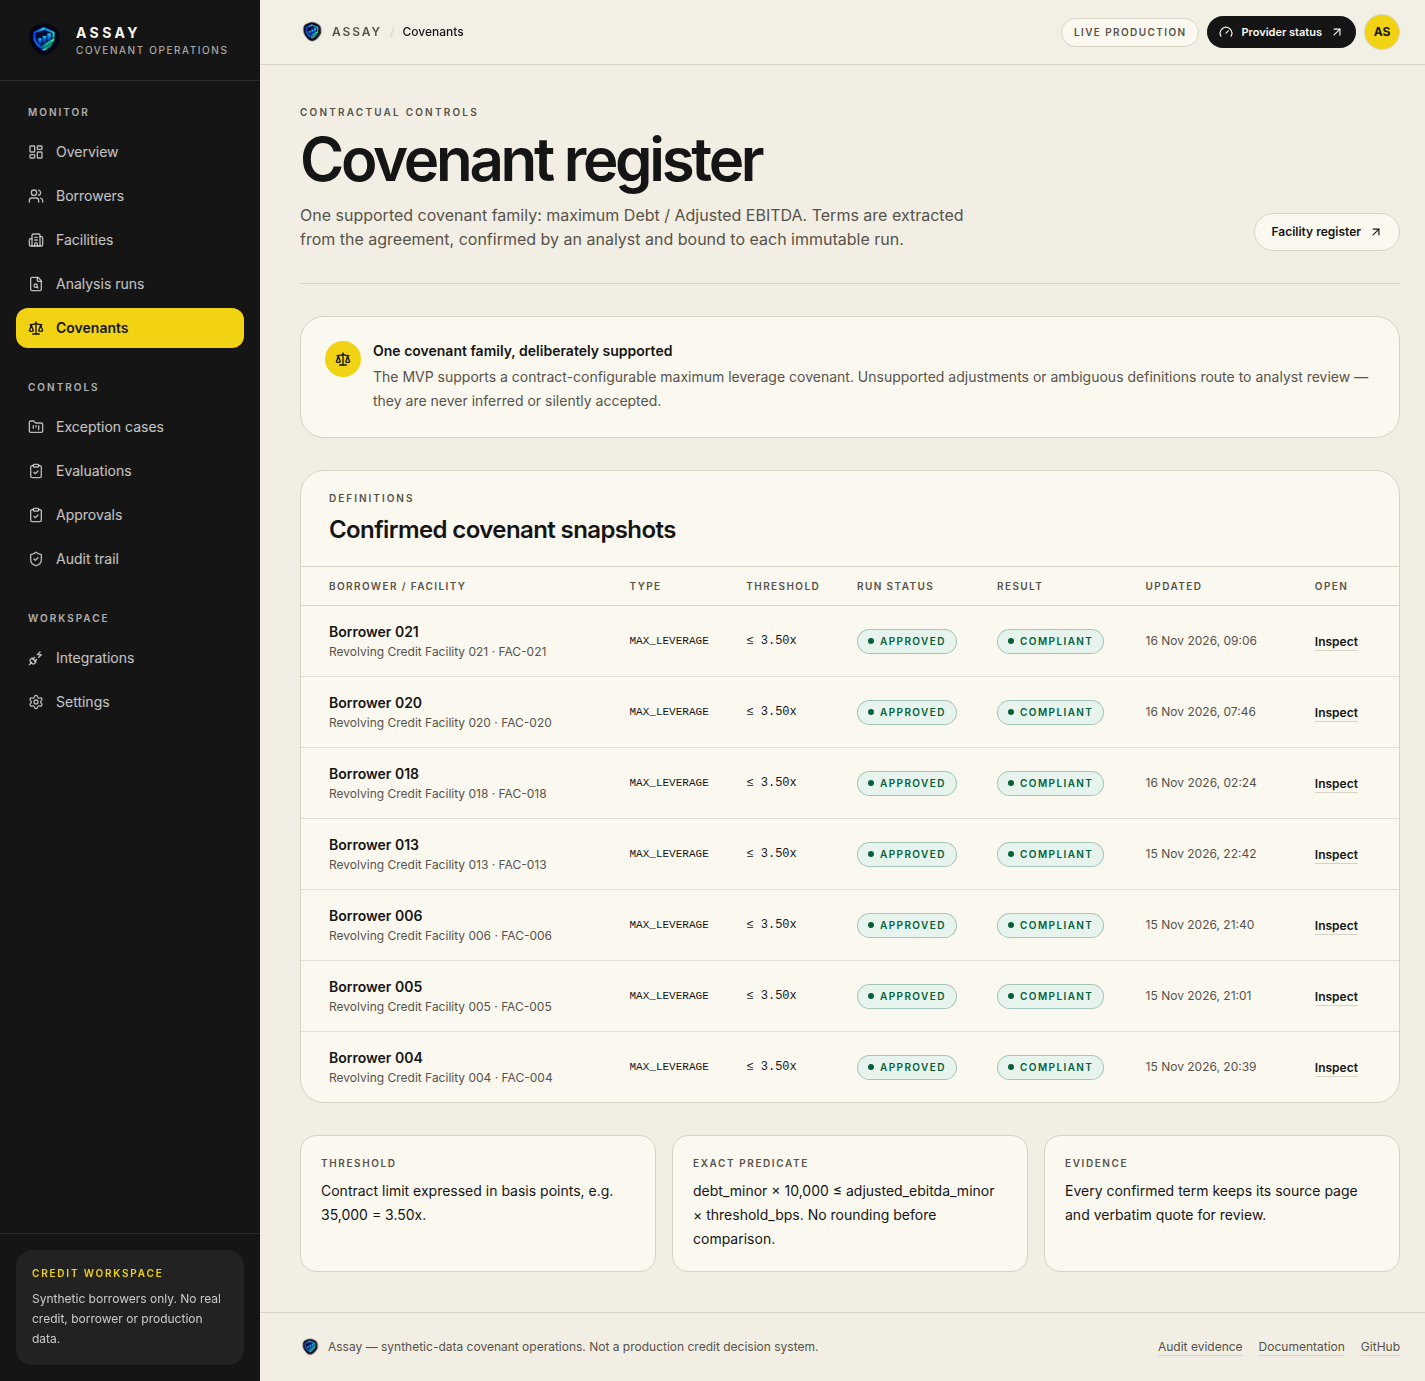 ASSAY
COVENANT OPERATIONS
MONITOR
Overview
Borrowers
Facilities
Analysis runs
Covenants
CONTROLS
Exception cases
Evaluations
Approvals
Audit trail
WORKSPACE
Integrations
Settings
CREDIT WORKSPACE
Synthetic borrowers only. No real
credit, borrower or production
data.
ASSAY / Covenants
LIVE PRODUCTION
Provider status
AS
CONTRACTUAL CONTROLS
Covenant register
One supported covenant family: maximum Debt / Adjusted EBITDA. Terms are extracted
from the agreement, confirmed by an analyst and bound to each immutable run.
Facility register
One covenant family, deliberately supported
The MVP supports a contract-configurable maximum leverage covenant. Unsupported adjustments or ambiguous definitions route to analyst review —
they are never inferred or silently accepted.
DEFINITIONS
Confirmed covenant snapshots
BORROWER / FACILITY TYPE THRESHOLD RUN STATUS RESULT UPDATED OPEN
Borrower 021
Revolving Credit Facility 021 · FAC-021
MAX_LEVERAGE ≤ 3.50x APPROVED COMPLIANT 16 Nov 2026, 09:06 Inspect
Borrower 020
Revolving Credit Facility 020 · FAC-020
MAX_LEVERAGE ≤ 3.50x APPROVED COMPLIANT 16 Nov 2026, 07:46 Inspect
Borrower 018
Revolving Credit Facility 018 · FAC-018
MAX_LEVERAGE ≤ 3.50x APPROVED COMPLIANT 16 Nov 2026, 02:24 Inspect
Borrower 013
Revolving Credit Facility 013 · FAC-013
MAX_LEVERAGE ≤ 3.50x APPROVED COMPLIANT 15 Nov 2026, 22:42 Inspect
Borrower 006
Revolving Credit Facility 006 · FAC-006
MAX_LEVERAGE ≤ 3.50x APPROVED COMPLIANT 15 Nov 2026, 21:40 Inspect
Borrower 005
Revolving Credit Facility 005 · FAC-005
MAX_LEVERAGE ≤ 3.50x APPROVED COMPLIANT 15 Nov 2026, 21:01 Inspect
Borrower 004
Revolving Credit Facility 004 · FAC-004
MAX_LEVERAGE ≤ 3.50x APPROVED COMPLIANT 15 Nov 2026, 20:39 Inspect
THRESHOLD
Contract limit expressed in basis points, e.g.
35,000 = 3.50x.
EXACT PREDICATE
debt_minor × 10,000 ≤ adjusted_ebitda_minor
× threshold_bps. No rounding before
comparison.
EVIDENCE
Every confirmed term keeps its source page
and verbatim quote for review.
Assay — synthetic-data covenant operations. Not a production credit decision system.
Audit evidence Documentation GitHub